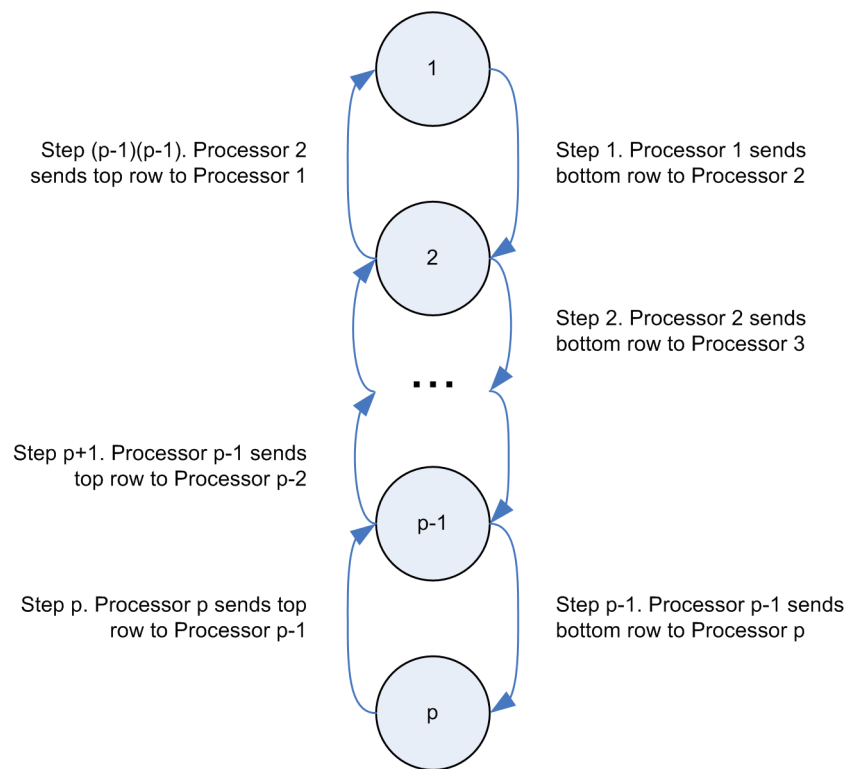 1
Step (p-1)(p-1). Processor 2
sends top row to Processor 1
Step 1. Processor 1 sends
bottom row to Processor 2
2
Step 2. Processor 2 sends
bottom row to Processor 3
...
Step p+1. Processor p-1 sends
top row to Processor p-2
p-1
Step p. Processor p sends top
row to Processor p-1
Step p-1. Processor p-1 sends
bottom row to Processor p
p